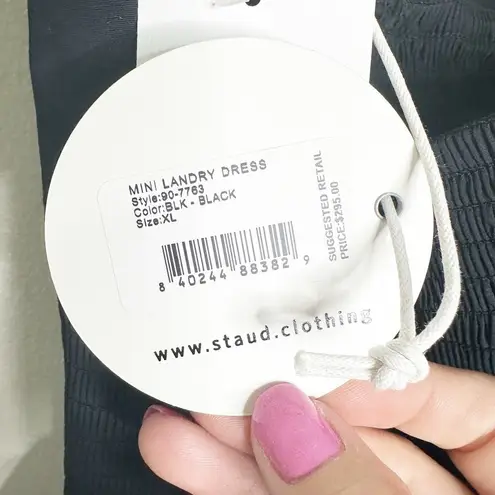 MINI LANDRY DRESS
Style:90-7763
Color:BLK - BLACK
Size:XL
8 40244 88382 9
SUGGESTED RETAIL
PRICE:$295.00
www.staud.clothing